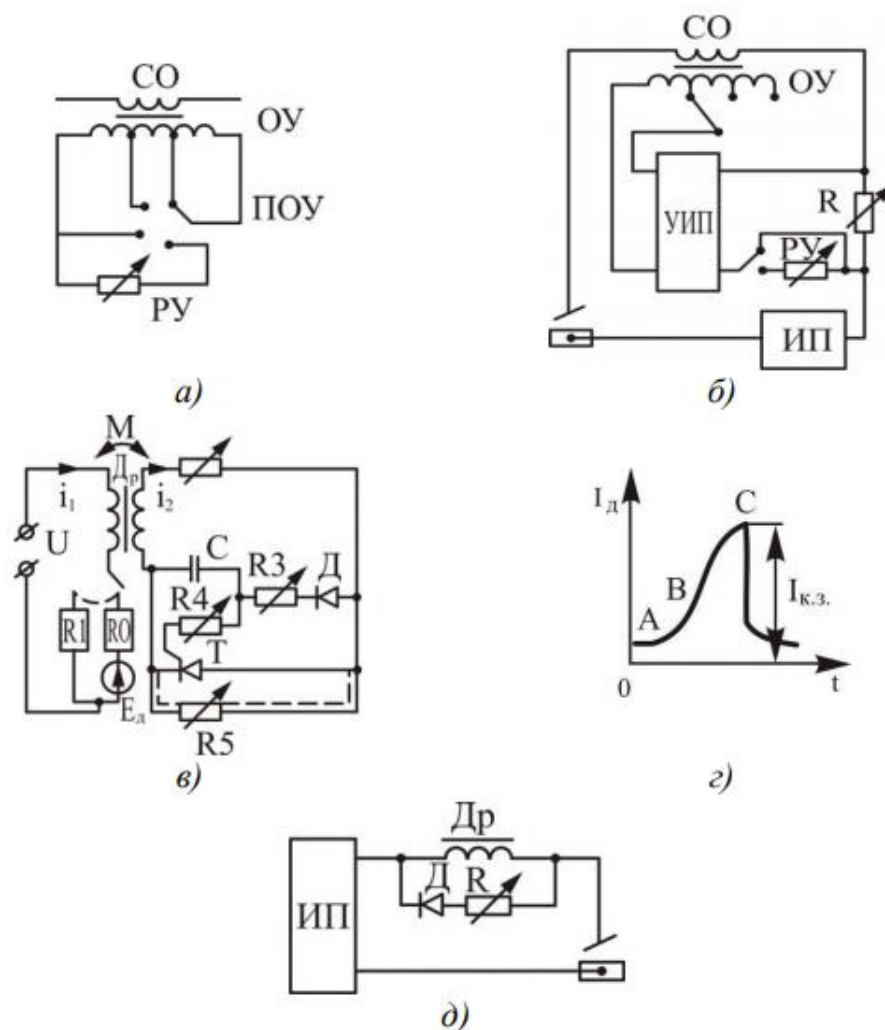 СО
ОУ
ПОУ
РУ
а)
СО
ОУ
УИП
R
РУ
ИП
б)
М
Др
i1
i2
U
C
R3
Д
R4
R1
R0
Т
Eд
R5
в)
Iд
C
B
A
Iк.з.
0
t
г)
Др
Д
R
ИП
д)